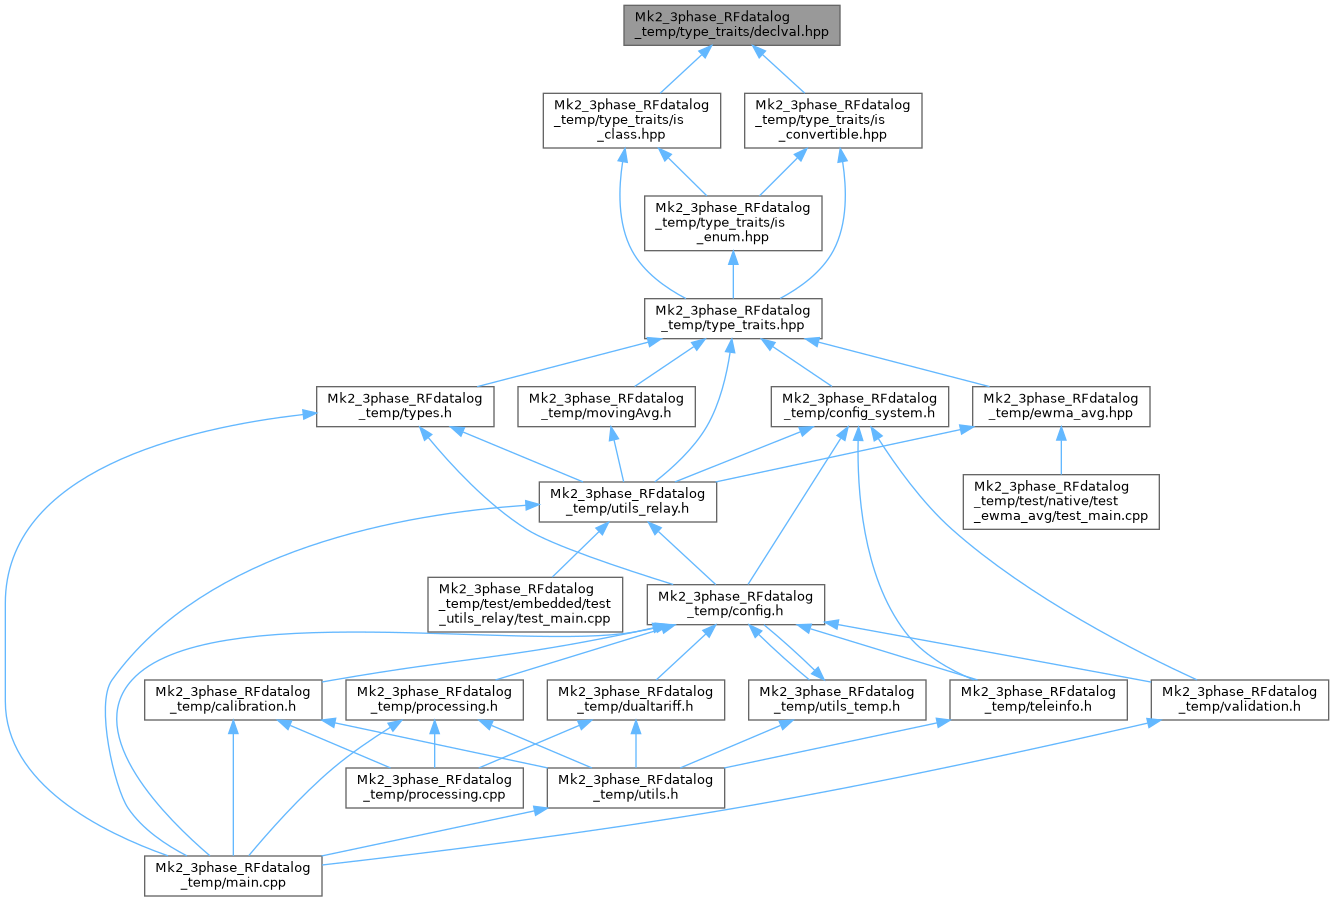 Mk2_3phase_RFdatalog
_temp/type_traits/declval.hpp
Mk2_3phase_RFdatalog
_temp/type_traits/is
_class.hpp
Mk2_3phase_RFdatalog
_temp/type_traits/is
_convertible.hpp
Mk2_3phase_RFdatalog
_temp/type_traits/is
_enum.hpp
Mk2_3phase_RFdatalog
_temp/type_traits.hpp
Mk2_3phase_RFdatalog
_temp/types.h
Mk2_3phase_RFdatalog
_temp/movingAvg.h
Mk2_3phase_RFdatalog
_temp/config_system.h
Mk2_3phase_RFdatalog
_temp/ewma_avg.hpp
Mk2_3phase_RFdatalog
_temp/utils_relay.h
Mk2_3phase_RFdatalog
_temp/test/native/test
_ewma_avg/test_main.cpp
Mk2_3phase_RFdatalog
_temp/test/embedded/test
_utils_relay/test_main.cpp
Mk2_3phase_RFdatalog
_temp/config.h
Mk2_3phase_RFdatalog
_temp/calibration.h
Mk2_3phase_RFdatalog
_temp/processing.h
Mk2_3phase_RFdatalog
_temp/dualtariff.h
Mk2_3phase_RFdatalog
_temp/utils_temp.h
Mk2_3phase_RFdatalog
_temp/teleinfo.h
Mk2_3phase_RFdatalog
_temp/validation.h
Mk2_3phase_RFdatalog
_temp/processing.cpp
Mk2_3phase_RFdatalog
_temp/utils.h
Mk2_3phase_RFdatalog
_temp/main.cpp